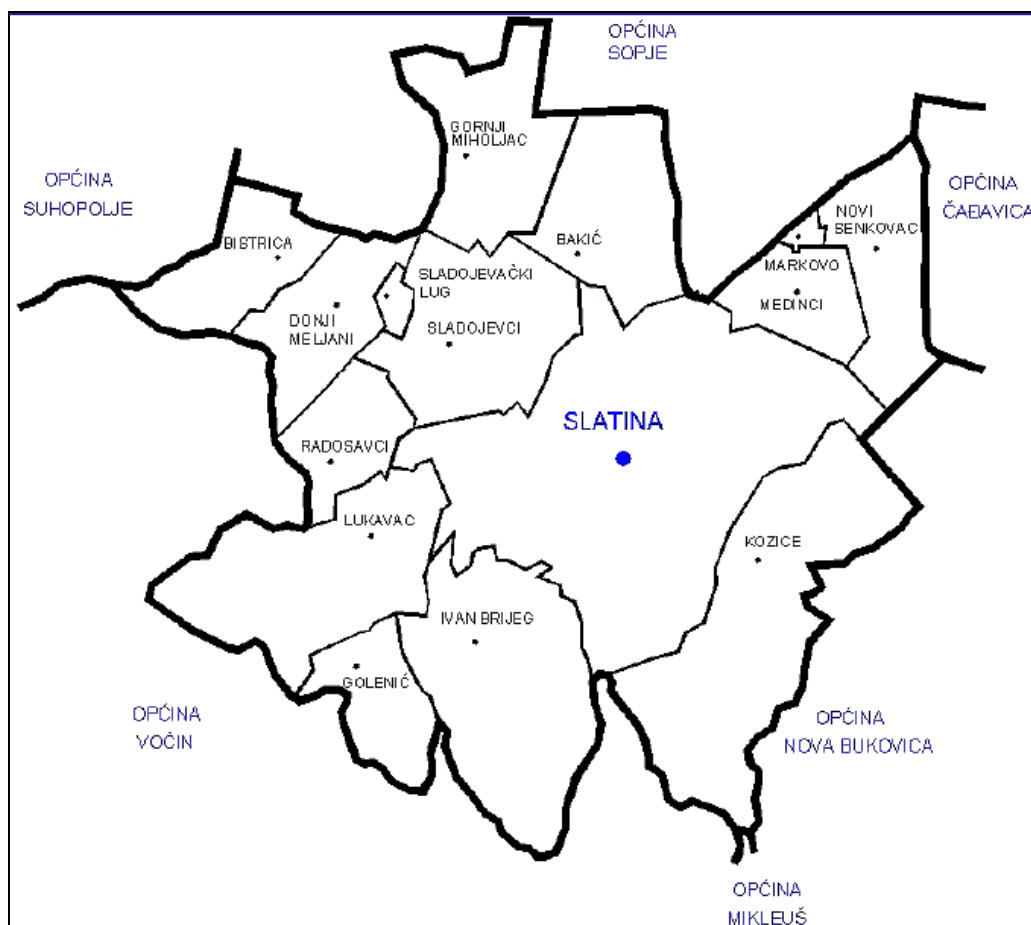 OPĆINA
SOPJE
GORNJI
MIHOLJAC
OPĆINA
SUHOPOLJE
OPĆINA
ČAĐAVICA
NOVI
SENKOVAC
BISTRICA
BAKIĆ
MARKOVO
SLADOJEVAČKI
LUG
MEDINCI
DONJI
MELJANI
SLADOJEVCI
SLATINA
RADOSAVCI
LUKAVAC
KOZICE
IVAN BRIJEG
GOLENIĆ
OPĆINA
VOĆIN
OPĆINA
NOVA BUKOVICA
OPĆINA
MIKLEUŠ